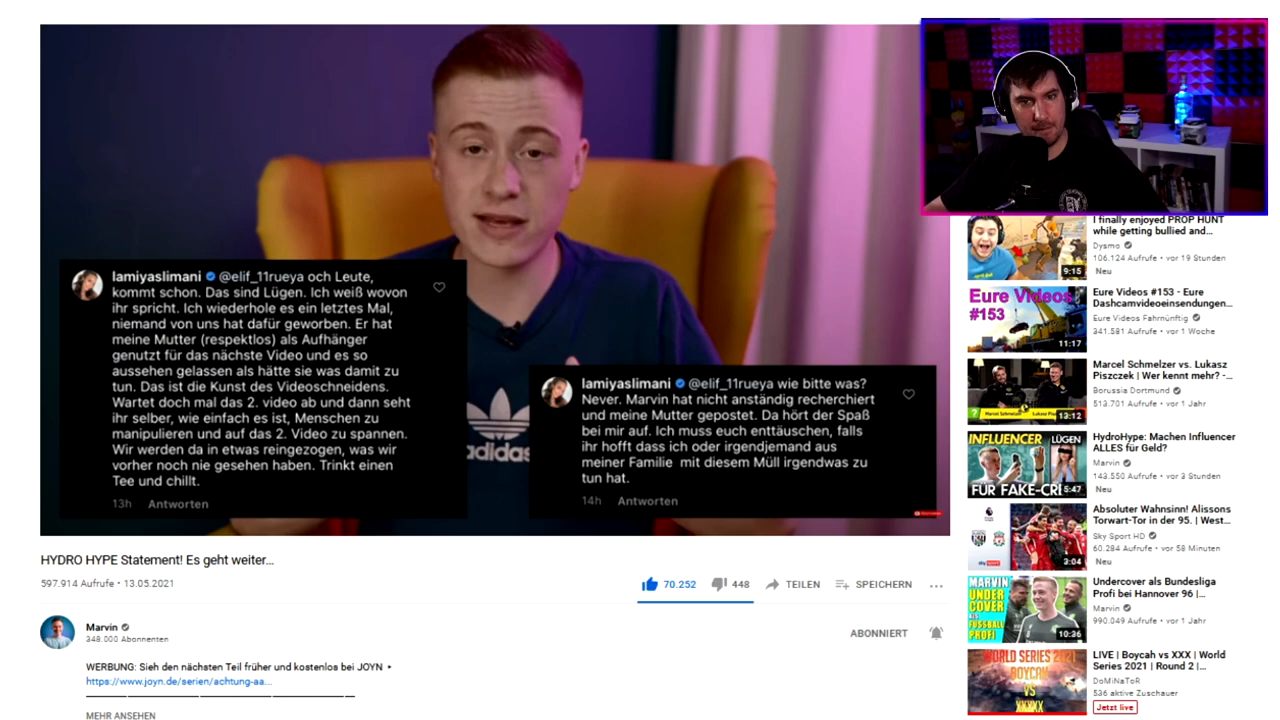 lamiyaslimani @elif_11rueya och Leute,
kommt schon. Das sind Lügen. Ich weiß wovon
ihr spricht. Ich wiederhole es ein letztes Mal,
niemand von uns hat dafür geworben. Er hat
meine Mutter (respektlos) als Aufhänger
genutzt für das nächste Video und es so
aussehen gelassen als hätte sie was damit zu
tun. Das ist die Kunst des Videoschneidens.
Wartet doch mal das 2. video ab und dann seht
ihr selber, wie einfach es ist, Menschen zu
manipulieren und auf das 2. Video zu spannen.
Wir werden da in etwas reingezogen, was wir
vorher noch nie gesehen haben. Trinkt einen
Tee und chillt.
13h Antworten
adidas
lamiyaslimani @elif_11rueya wie bitte was?
Never. Marvin hat nicht anständig recherchiert
und meine Mutter gepostet. Da hört der Spaß
bei mir auf. Ich muss euch enttäuschen, falls
ihr hofft dass ich oder irgendjemand aus
meiner Familie mit diesem Müll irgendwas zu
tun hat.
14h Antworten
HYDRO HYPE Statement! Es geht weiter...
597.914 Aufrufe • 13.05.2021
70.252 448 TEILEN SPEICHERN
Marvin
348.000 Abonnenten
ABONNIERT
WERBUNG: Sieh den nächsten Teil früher und kostenlos bei JOYN
https://www.joyn.de/serien/achtung-aa...
MEHR ANSEHEN
I finally enjoyed PROP HUNT
while getting bullied and...
Dysmo
106.124 Aufrufe • vor 19 Stunden
Neu
9:15
Eure Videos #153 - Eure
Dashcamvideoeinsendungen...
Eure Videos Fahrnünftig
341.581 Aufrufe • vor 1 Woche
Eure Videos
#153
11:17
Marcel Schmelzer vs. Lukasz
Piszczek | Wer kennt mehr? -...
Borussia Dortmund
513.701 Aufrufe • vor 1 Jahr
13:12
HydroHype: Machen Influencer
ALLES für Geld?
Marvin
143.550 Aufrufe • vor 3 Stunden
Neu
INFLUENCER LÜGEN
FÜR FAKE-CR
5:47
Absoluter Wahnsinn! Alissons
Torwart-Tor in der 95. | West...
Sky Sport HD
60.284 Aufrufe • vor 58 Minuten
Neu
3:04
Undercover als Bundesliga
Profi bei Hannover 96 |...
Marvin
990.049 Aufrufe • vor 1 Jahr
MARVIN
UNDER
COVER
ALS
FUSSBALL
PROFI
10:36
LIVE | Boycah vs XXX | World
Series 2021 | Round 2 |...
DoMiNaToR
536 aktive Zuschauer
Jetzt live
WORLD SERIES 2021
BOYCAH
VS
XXXXX